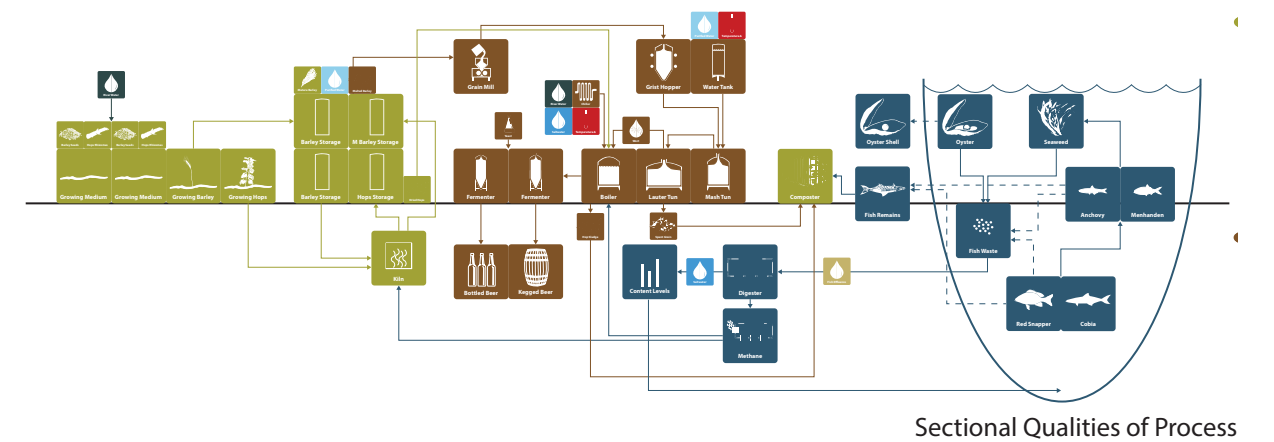 Grain Mill
Grist Hopper
Water Tank
Barley Storage
M Barley Storage
Oyster Shell
Oyster
Seaweed
Growing Medium
Growing Medium
Growing Barley
Growing Hops
Barley Storage
Hops Storage
Fermenter
Fermenter
Boiler
Lauter Tun
Mash Tun
Composter
Fish Remains
Anchovy
Menhanden
Fish Waste
Kiln
Bottled Beer
Kegged Beer
Content Levels
Digester
Red Snapper
Cobia
Methane
Sectional Qualities of Process